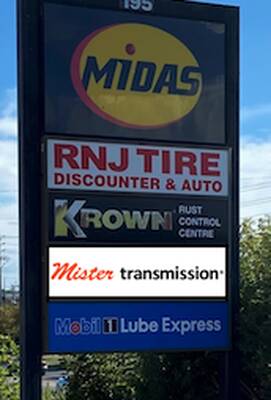 195
MIDAS
RNJ TIRE
DISCOUNTER & AUTO
KROWN RUST
CONTROL
CENTRE
Mister transmission®
Mobil 1 Lube Express